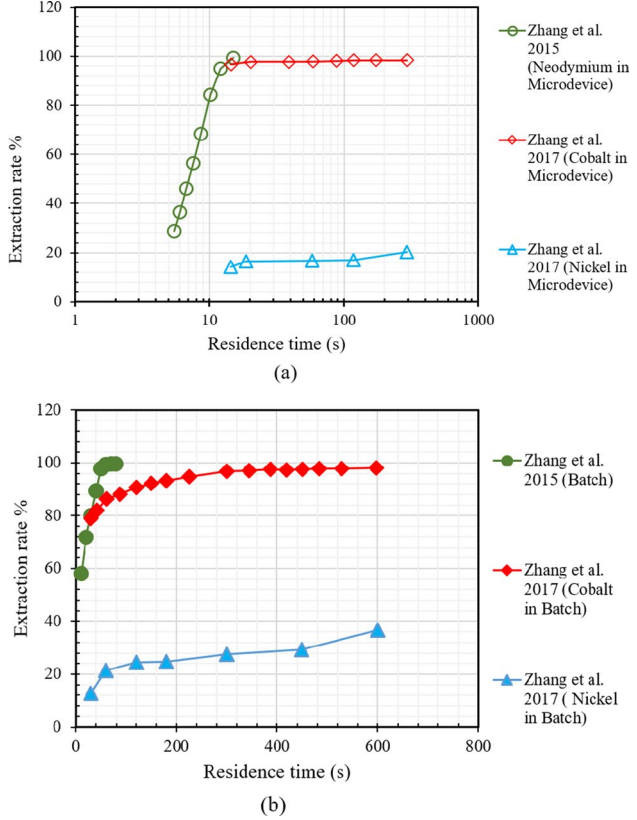 120
100
80
60
40
20
0
Extraction rate %
1
10
100
1000
Residence time (s)
(a)
Zhang et al.
2015
(Neodymium in
Microdevice)
Zhang et al.
2017 (Cobalt in
Microdevice)
Zhang et al.
2017 (Nickel in
Microdevice)
120
100
80
60
40
20
0
Extraction rate %
0
200
400
600
800
Residence time (s)
(b)
Zhang et al.
2015 (Batch)
Zhang et al.
2017 (Cobalt
in Batch)
Zhang et al.
2017 ( Nickel
in Batch)